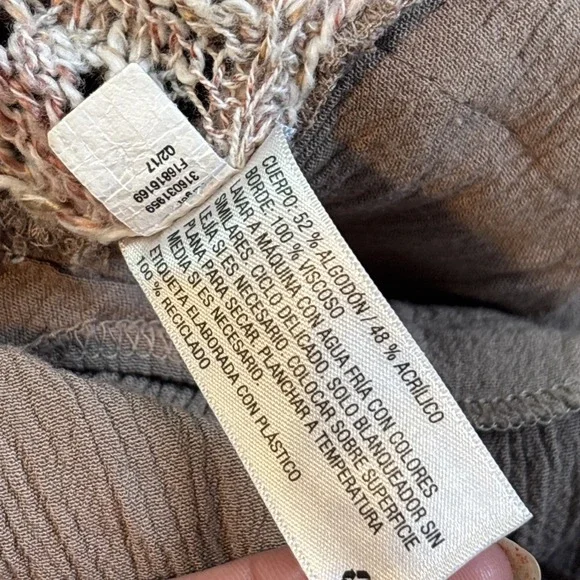 02/17
F16816169
316031959
CUERPO: 52 % ALGODÓN / 48 % ACRÍLICO
BORDE: 100 % VISCOSO
LAVAR A MÁQUINA CON AGUA FRÍA CON COLORES
SIMILARES, CICLO DELICADO. SOLO BLANQUEADOR SIN
LEJÍA SI ES NECESARIO. COLOCAR SOBRE SUPERFICIE
PLANA PARA SECAR. PLANCHAR A TEMPERATURA
MEDIA SI ES NECESARIO.
ETIQUETA ELABORADA CON PLÁSTICO
100 % RECICLADO